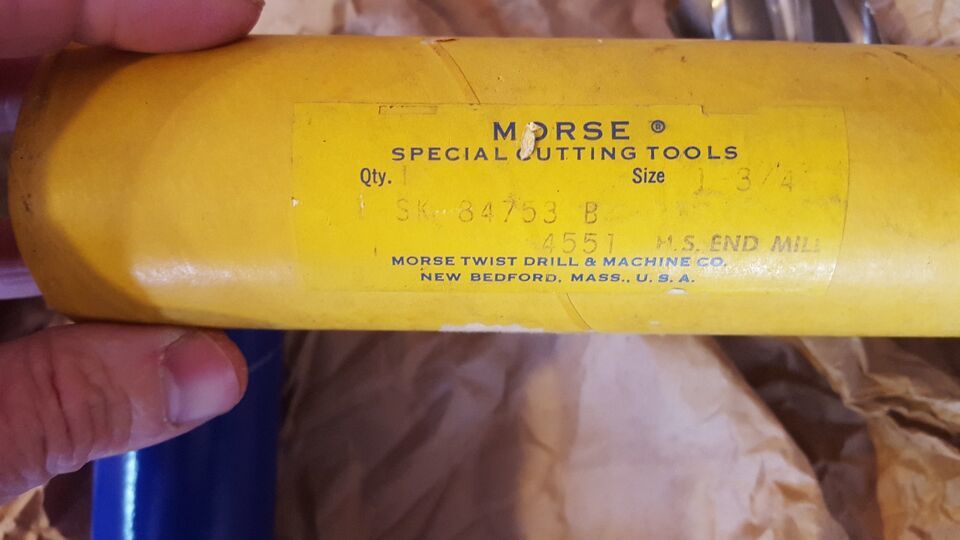 MORSE ®
SPECIAL CUTTING TOOLS
Qty. 1 Size 1 3/4
SK 84753 B
4551 H.S. END MILL
MORSE TWIST DRILL & MACHINE CO.
NEW BEDFORD, MASS., U. S. A.